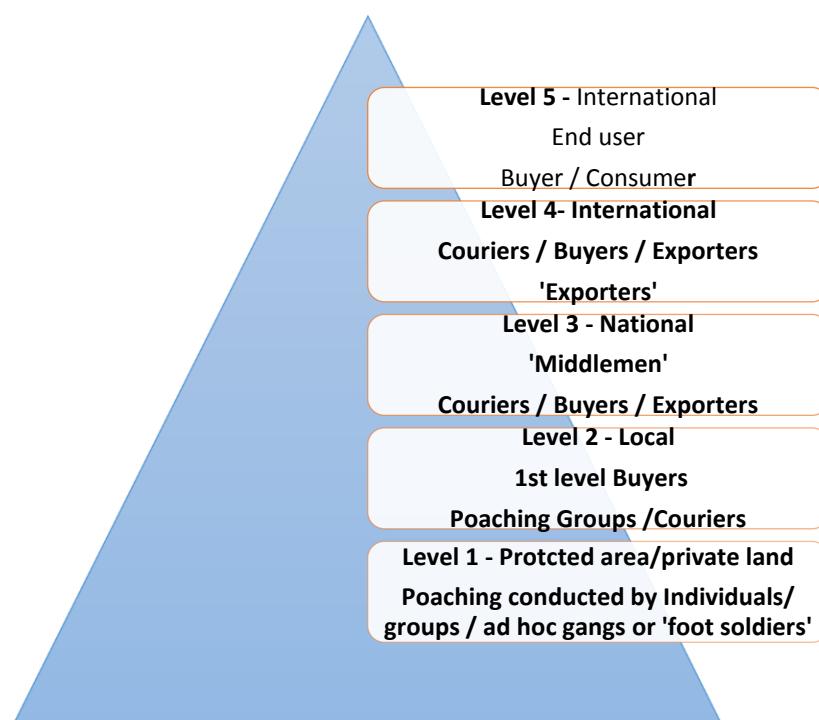 Level 5 - International
End user
Buyer / Consumer
Level 4- International
Couriers / Buyers / Exporters
'Exporters'
Level 3 - National
'Middlemen'
Couriers / Buyers / Exporters
Level 2 - Local
1st level Buyers
Poaching Groups /Couriers
Level 1 - Protcted area/private land
Poaching conducted by Individuals/
groups / ad hoc gangs or 'foot soldiers'